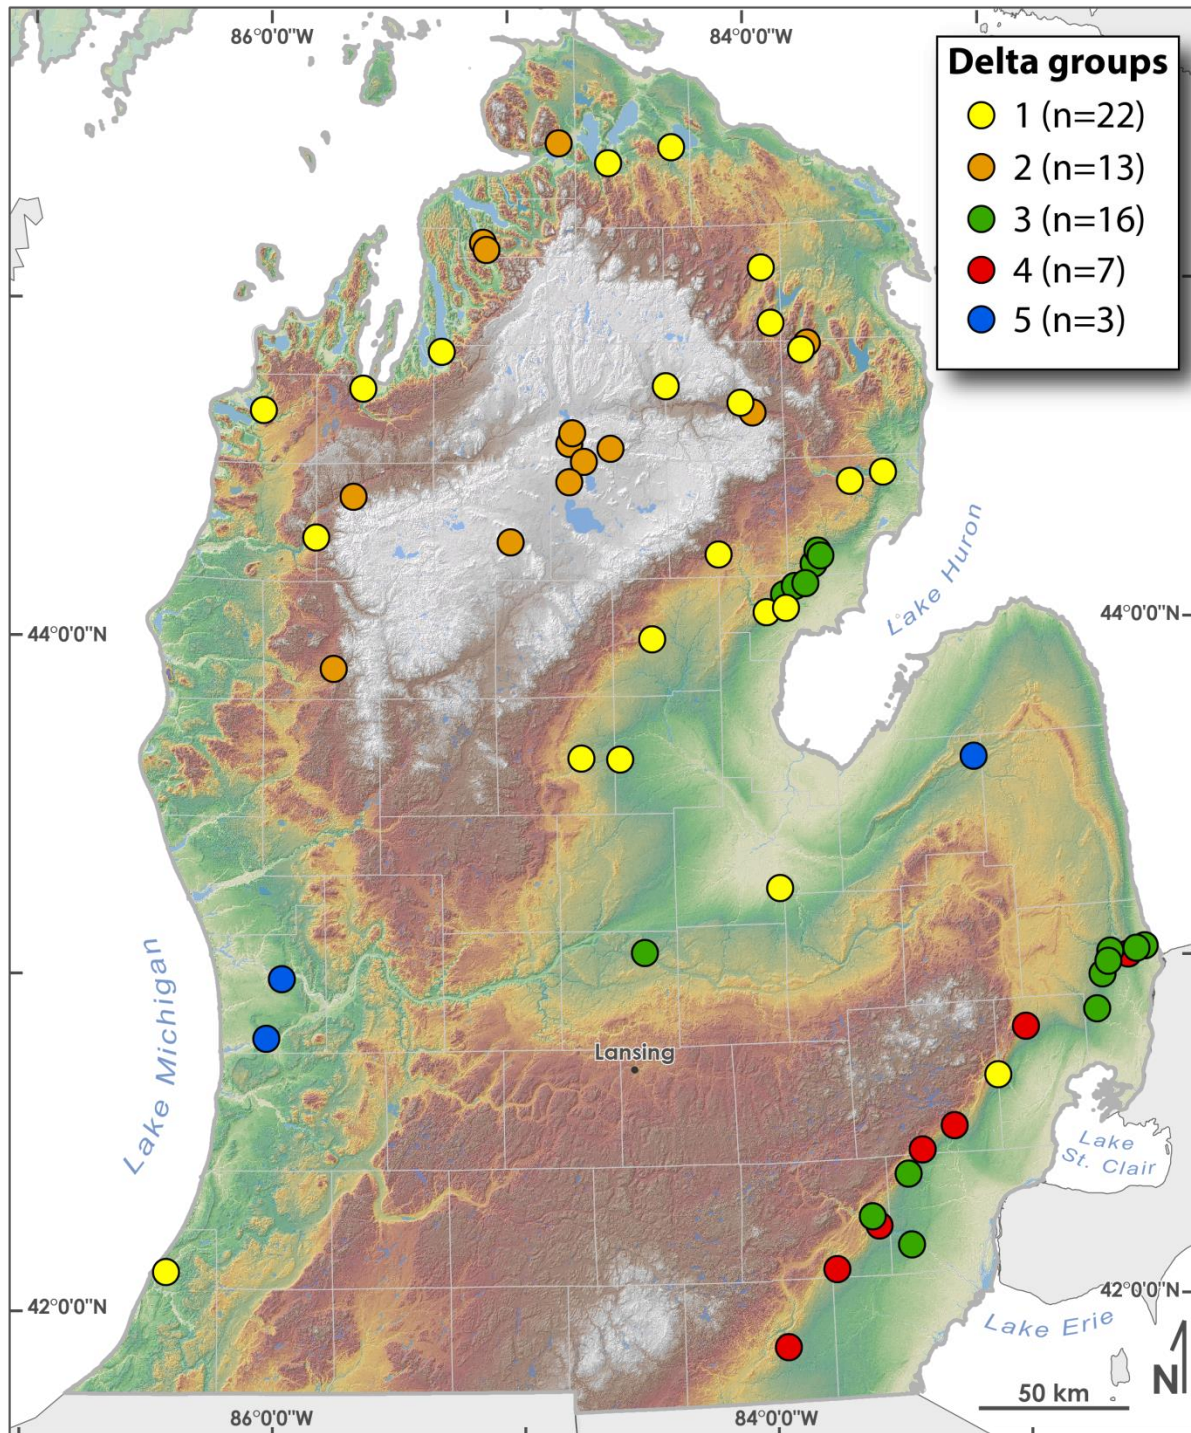 86°0'0"W
84°0'0"W
Delta groups
1 (n=22)
2 (n=13)
3 (n=16)
4 (n=7)
5 (n=3)
Lake Huron
44°0'0"N
44°0'0"N
Lake Michigan
Lansing
Lake
St. Clair
42°0'0"N
42°0'0"N
Lake Erie
N
50 km
86°0'0"W
84°0'0"W